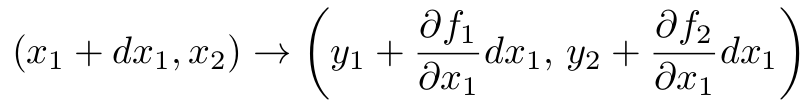 $(x_1 + dx_1, x_2) \to \left( y_1 + \frac{\partial f_1}{\partial x_1} dx_1, \, y_2 + \frac{\partial f_2}{\partial x_1} dx_1 \right)$